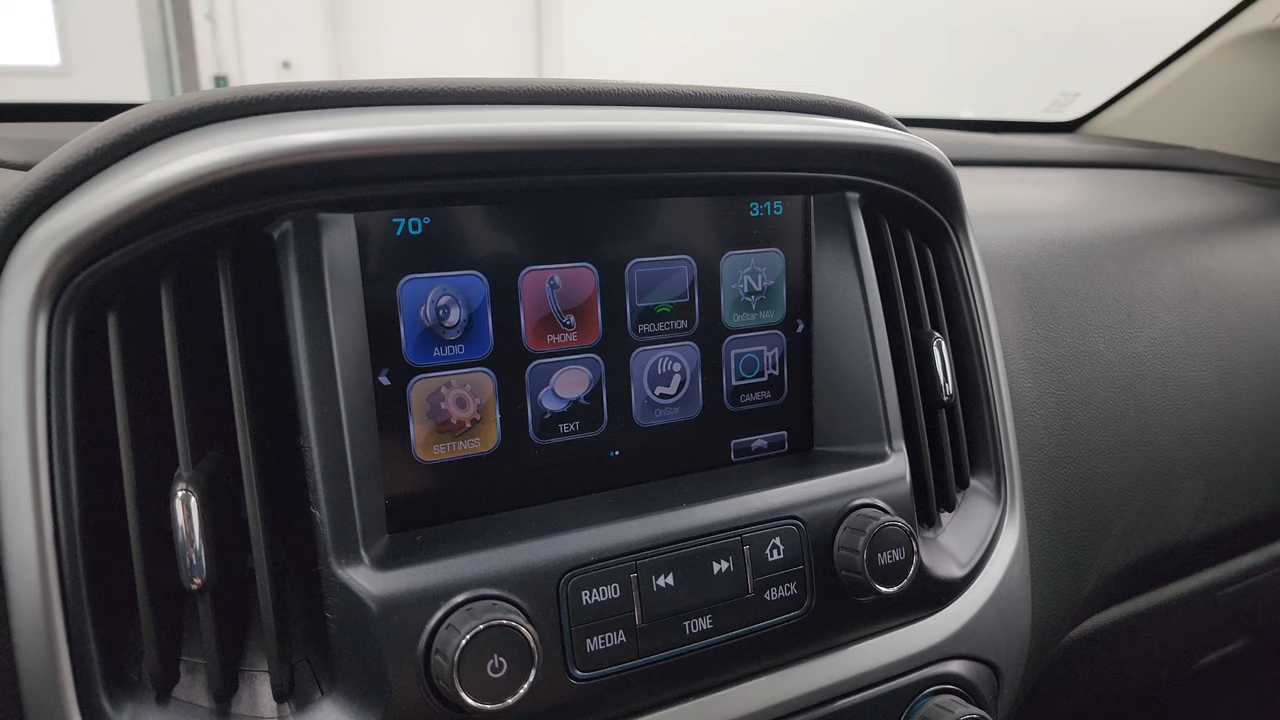 70°
3:15
AUDIO
PHONE
PROJECTION
N
OnStar NAV
SETTINGS
TEXT
OnStar
CAMERA
RADIO
MEDIA
TONE
BACK
MENU